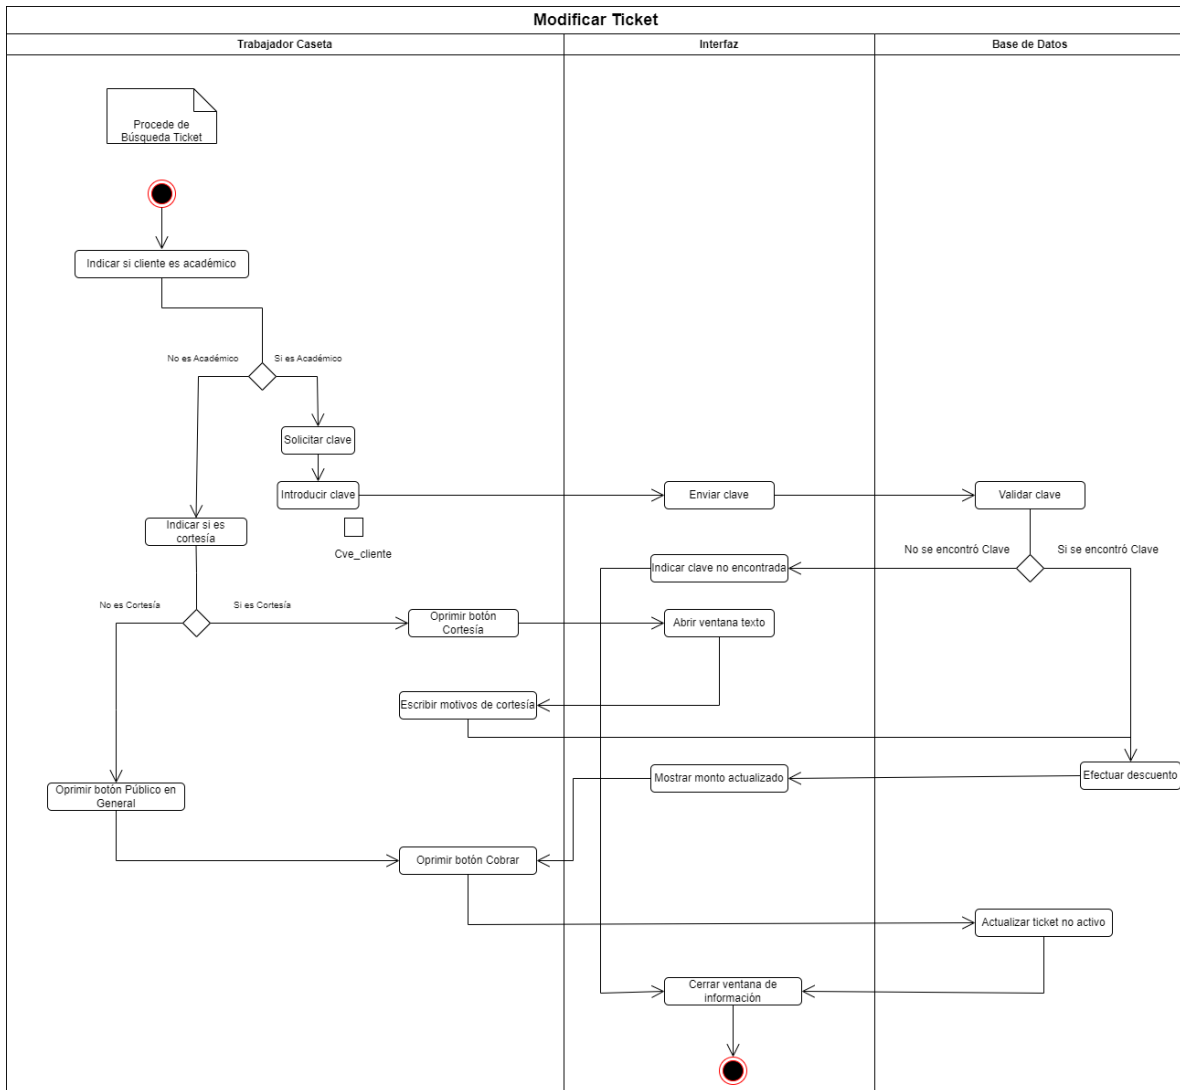 Modificar Ticket
Trabajador Caseta
Interfaz
Base de Datos
Procede de
Búsqueda Ticket
Indicar si cliente es académico
No es Académico
Si es Académico
Solicitar clave
Introducir clave
Enviar clave
Validar clave
Indicar si es
cortesía
Cve_cliente
No se encontró Clave
Si se encontró Clave
Indicar clave no encontrada
No es Cortesía
Si es Cortesía
Oprimir botón
Cortesía
Abrir ventana texto
Escribir motivos de cortesía
Oprimir botón Público en
General
Mostrar monto actualizado
Efectuar descuento
Oprimir botón Cobrar
Actualizar ticket no activo
Cerrar ventana de
información